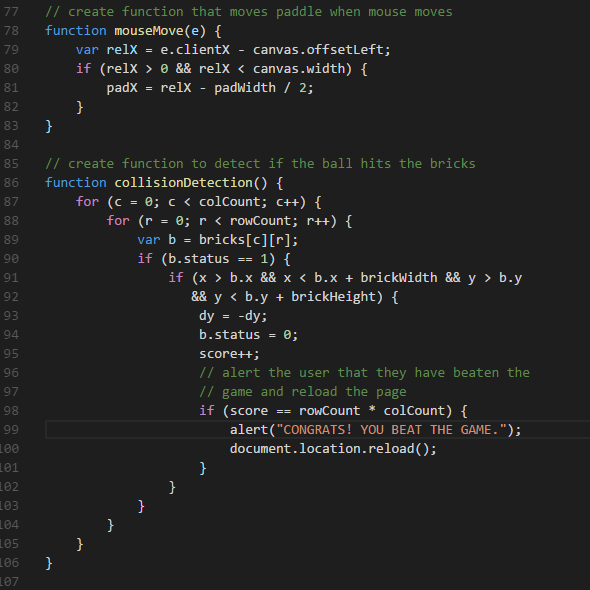 77 // create function that moves paddle when mouse moves
78 function mouseMove(e) {
79     var relX = e.clientX - canvas.offsetLeft;
80     if (relX > 0 && relX < canvas.width) {
81         padX = relX - padWidth / 2;
82     }
83 }
84
85 // create function to detect if the ball hits the bricks
86 function collisionDetection() {
87     for (c = 0; c < colCount; c++) {
88         for (r = 0; r < rowCount; r++) {
89             var b = bricks[c][r];
90             if (b.status == 1) {
91                 if (x > b.x && x < b.x + brickWidth && y > b.y
92                    && y < b.y + brickHeight) {
93                     dy = -dy;
94                     b.status = 0;
95                     score++;
96                     // alert the user that they have beaten the
97                     // game and reload the page
98                     if (score == rowCount * colCount) {
99                         alert("CONGRATS! YOU BEAT THE GAME.");
100                         document.location.reload();
101                     }
102                 }
103             }
104         }
105     }
106 }
107